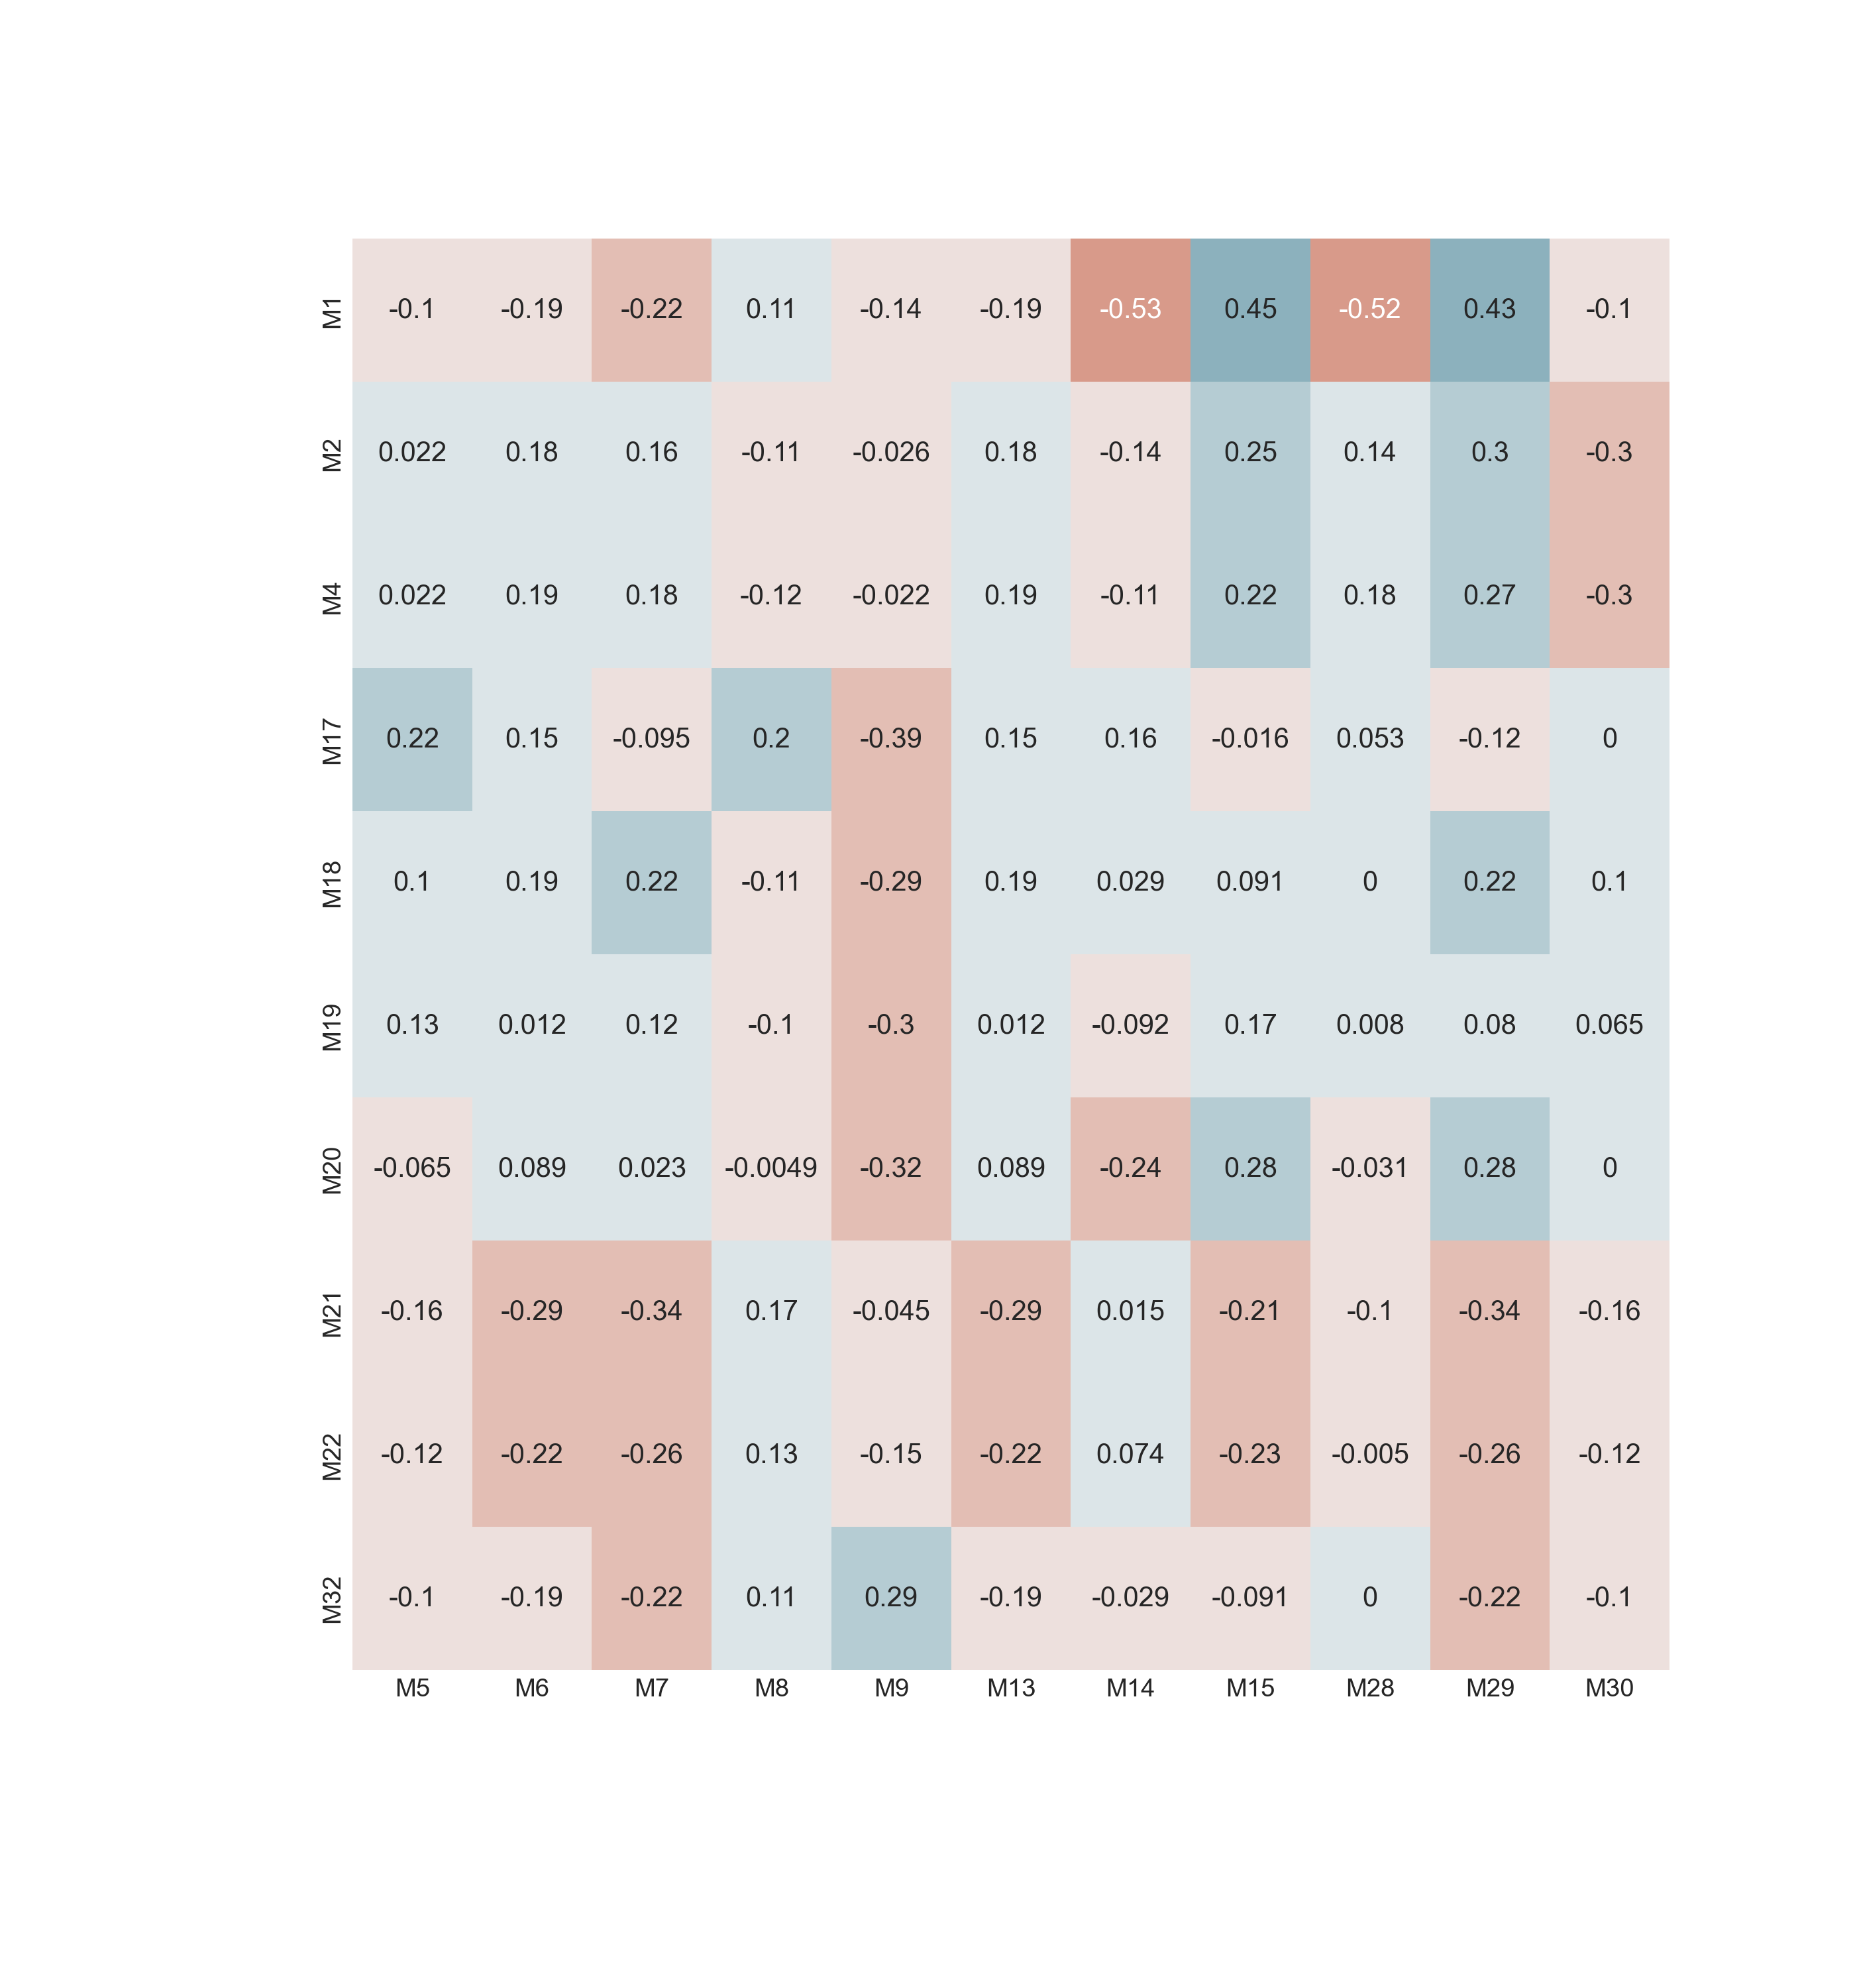 M1 -0.1 -0.19 -0.22 0.11 -0.14 -0.19 -0.53 0.45 -0.52 0.43 -0.1
M2 0.022 0.18 0.16 -0.11 -0.026 0.18 -0.14 0.25 0.14 0.3 -0.3
M4 0.022 0.19 0.18 -0.12 -0.022 0.19 -0.11 0.22 0.18 0.27 -0.3
M17 0.22 0.15 -0.095 0.2 -0.39 0.15 0.16 -0.016 0.053 -0.12 0
M18 0.1 0.19 0.22 -0.11 -0.29 0.19 0.029 0.091 0 0.22 0.1
M19 0.13 0.012 0.12 -0.1 -0.3 0.012 -0.092 0.17 0.008 0.08 0.065
M20 -0.065 0.089 0.023 -0.0049 -0.32 0.089 -0.24 0.28 -0.031 0.28 0
M21 -0.16 -0.29 -0.34 0.17 -0.045 -0.29 0.015 -0.21 -0.1 -0.34 -0.16
M22 -0.12 -0.22 -0.26 0.13 -0.15 -0.22 0.074 -0.23 -0.005 -0.26 -0.12
M32 -0.1 -0.19 -0.22 0.11 0.29 -0.19 -0.029 -0.091 0 -0.22 -0.1
M5 M6 M7 M8 M9 M13 M14 M15 M28 M29 M30